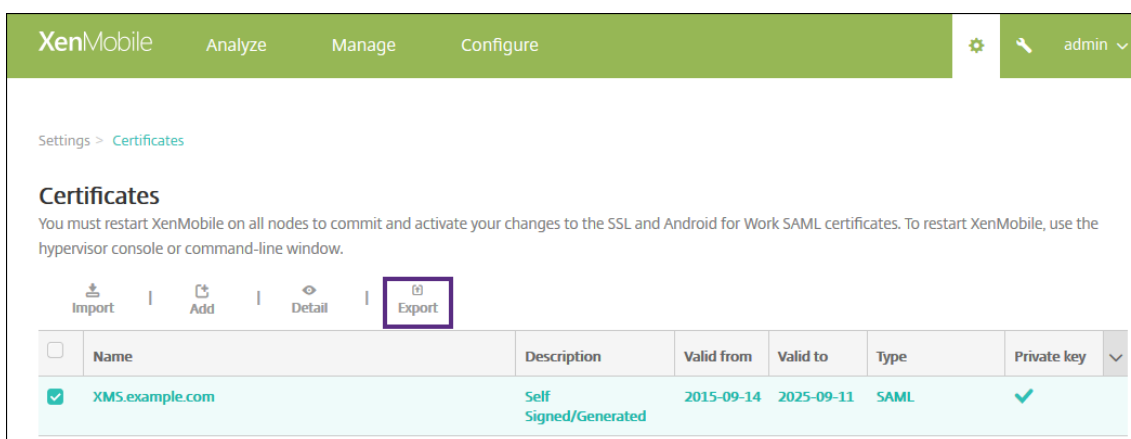 XenMobile Analyze Manage Configure admin
Settings > Certificates
Certificates
You must restart XenMobile on all nodes to commit and activate your changes to the SSL and Android for Work SAML certificates. To restart XenMobile, use the
hypervisor console or command-line window.
Import | Add | Detail | Export
Name Description Valid from Valid to Type Private key
XMS.example.com Self 2015-09-14 2025-09-11 SAML
Signed/Generated